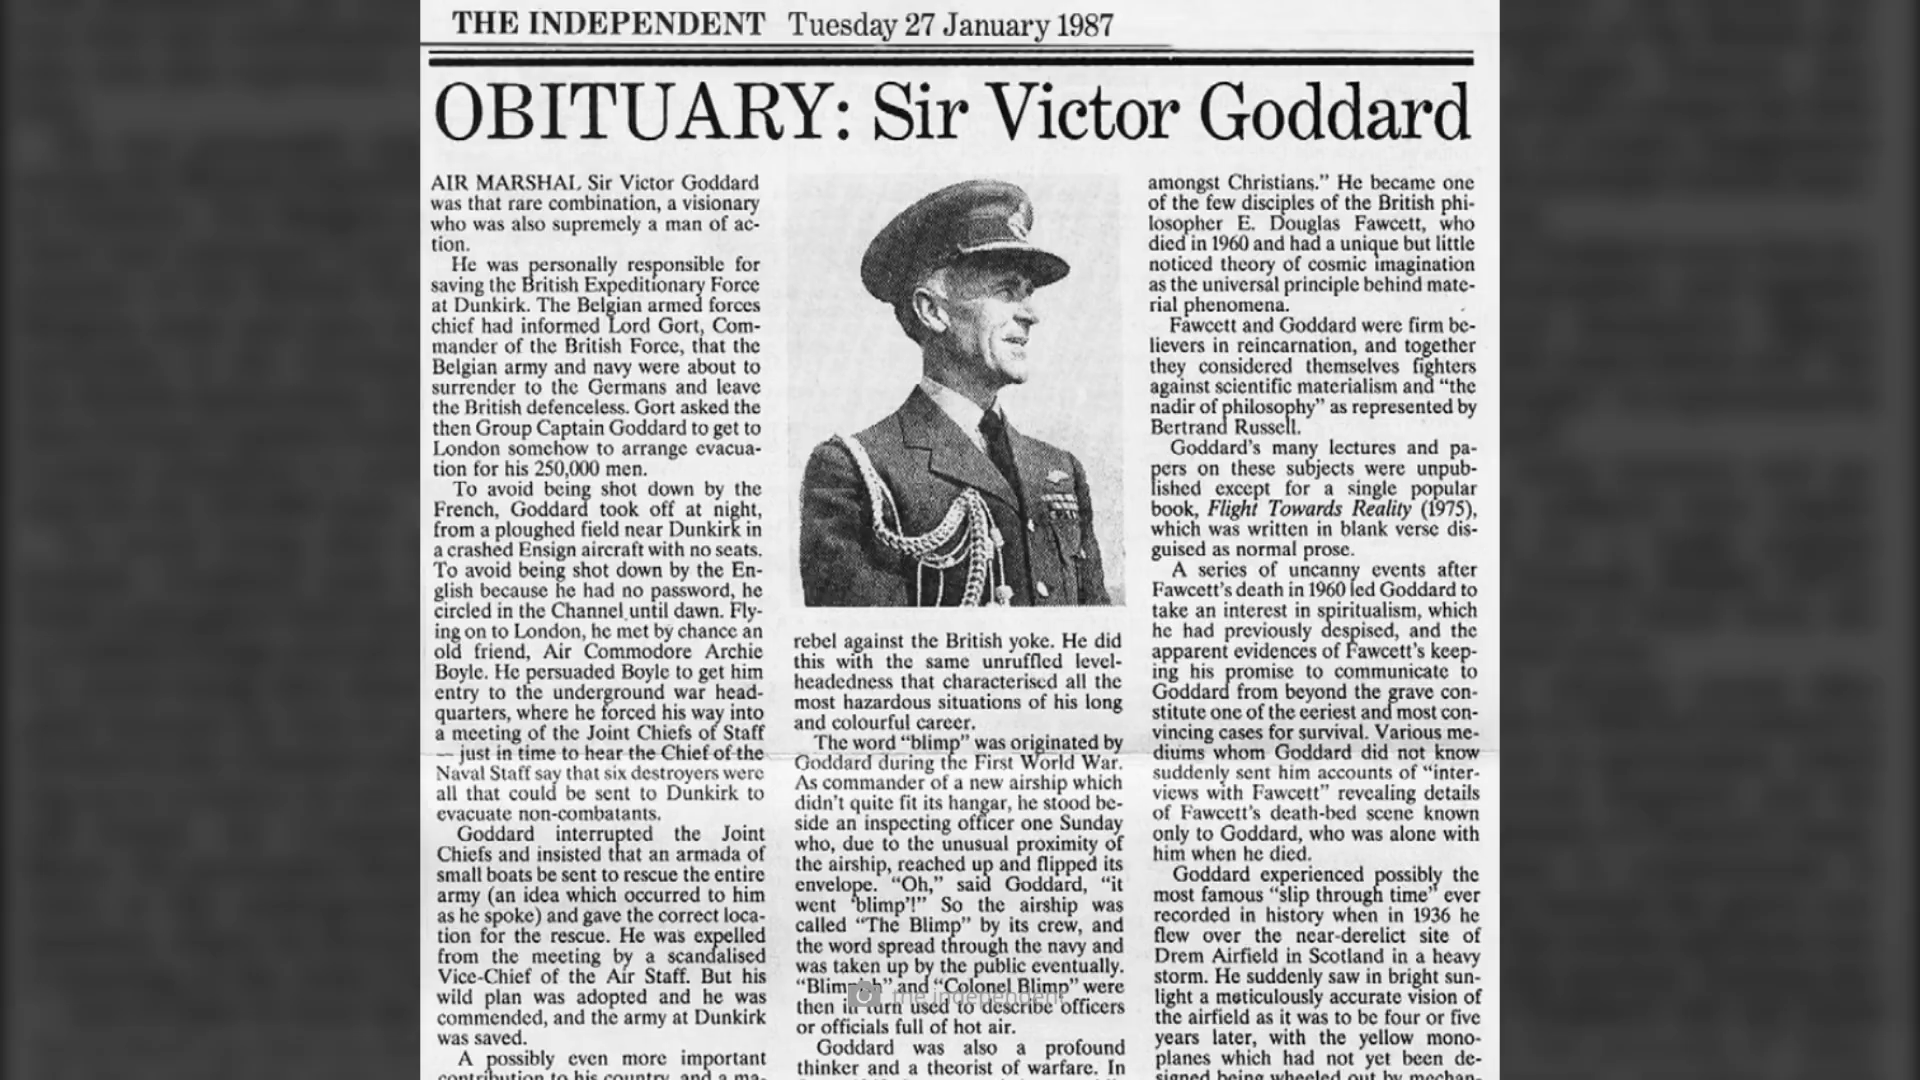 THE INDEPENDENT Tuesday 27 January 1987
OBITUARY: Sir Victor Goddard
AIR MARSHAL Sir Victor Goddard
was that rare combination, a visionary
who was also supremely a man of ac-
tion.
He was personally responsible for
saving the British Expeditionary Force
at Dunkirk. The Belgian armed forces
chief had informed Lord Gort, Com-
mander of the British Force, that the
Belgian army and navy were about to
surrender to the Germans and leave
the British defenceless. Gort asked the
then Group Captain Goddard to get to
London somehow to arrange evacua-
tion for his 250,000 men.
To avoid being shot down by the
French, Goddard took off at night,
from a ploughed field near Dunkirk in
a crashed Ensign aircraft with no seats.
To avoid being shot down by the En-
glish because he had no password, he
circled in the Channel until dawn. Fly-
ing on to London, he met by chance an
old friend, Air Commodore Archie
Boyle. He persuaded Boyle to get him
entry to the underground war head-
quarters, where he forced his way into
a meeting of the Joint Chiefs of Staff
— just in time to hear the Chief of the
Naval Staff say that six destroyers were
all that could be sent to Dunkirk to
evacuate non-combatants.
Goddard interrupted the Joint
Chiefs and insisted that an armada of
small boats be sent to rescue the entire
army (an idea which occurred to him
as he spoke) and gave the correct loca-
tion for the rescue. He was expelled
from the meeting by a scandalised
Vice-Chief of the Air Staff. But his
wild plan was adopted and he was
commended, and the army at Dunkirk
was saved.
A possibly even more important
contribution to his country, and a ma-
rebel against the British yoke. He did
this with the same unruffled level-
headedness that characterised all the
most hazardous situations of his long
and colourful career.
The word “blimp” was originated by
Goddard during the First World War.
As commander of a new airship which
didn't quite fit its hangar, he stood be-
side an inspecting officer one Sunday
who, due to the unusual proximity of
the airship, reached up and flipped its
envelope. “Oh,” said Goddard, “it
went ‘blimp’!” So the airship was
called “The Blimp” by its crew, and
the word spread through the navy and
was taken up by the public eventually.
and “Colonel Blimp” were
then in turn used to describe officers
or officials full of hot air.
Goddard was also a profound
thinker and a theorist of warfare. In
the independent
amongst Christians.” He became one
of the few disciples of the British phi-
losopher E. Douglas Fawcett, who
died in 1960 and had a unique but little
noticed theory of cosmic imagination
as the universal principle behind mate-
rial phenomena.
Fawcett and Goddard were firm be-
lievers in reincarnation, and together
they considered themselves fighters
against scientific materialism and “the
nadir of philosophy” as represented by
Bertrand Russell.
Goddard's many lectures and pa-
pers on these subjects were unpub-
lished except for a single popular
book, Flight Towards Reality (1975),
which was written in blank verse dis-
guised as normal prose.
A series of uncanny events after
Fawcett's death in 1960 led Goddard to
take an interest in spiritualism, which
he had previously despised, and the
apparent evidences of Fawcett's keep-
ing his promise to communicate to
Goddard from beyond the grave con-
stitute one of the eeriest and most con-
vincing cases for survival. Various me-
diums whom Goddard did not know
suddenly sent him accounts of “inter-
views with Fawcett” revealing details
of Fawcett's death-bed scene known
only to Goddard, who was alone with
him when he died.
Goddard experienced possibly the
most famous “slip through time” ever
recorded in history when in 1936 he
flew over the near-derelict site of
Drem Airfield in Scotland in a heavy
storm. He suddenly saw in bright sun-
light a meticulously accurate vision of
the airfield as it was to be four or five
years later, with the yellow mono-
planes which had not yet been de-
signed being wheeled out by mechan-